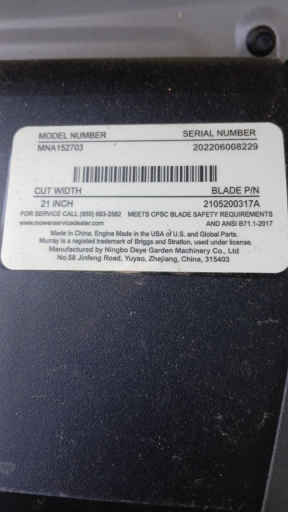 MODEL NUMBER SERIAL NUMBER
MNA152703 202206008229
CUT WIDTH BLADE P/N
21 INCH 2105200317A
FOR SERVICE CALL (855) 683-2582 MEETS CPSC BLADE SAFETY REQUIREMENTS
www.mowerservicedealer.com AND ANSI B71.1-2017
Made in China, Engine Made in the USA of U.S. and Global Parts.
Murray is a registed trademark of Briggs and Stratton, used under license.
Manufactured by Ningbo Daye Garden Machinery Co., Ltd
No.58 Jinfeng Road, Yuyao, Zhejiang, China, 315403